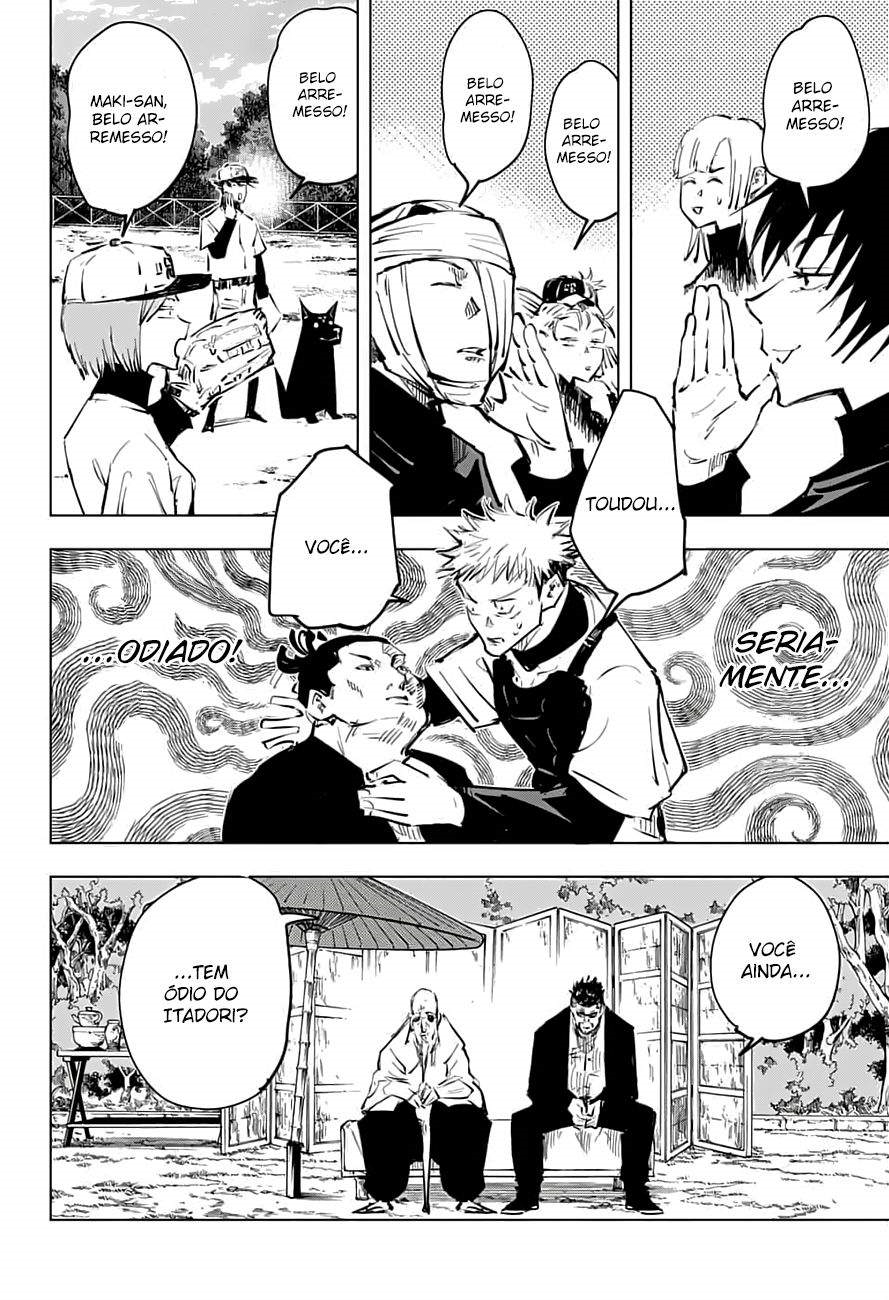 BELO
ARRE-
MESSO!
BELO
ARRE-
MESSO!
BELO
ARRE-
MESSO!
BELO
ARRE-
MESSO!
MAKI-SAN,
BELO AR-
REMESSO!
TOUDOU...
VOCÊ...
SERIA-
MENTE...
...ODIADO!
VOCÊ
AINDA...
...TEM
ÓDIO DO
ITADORI?